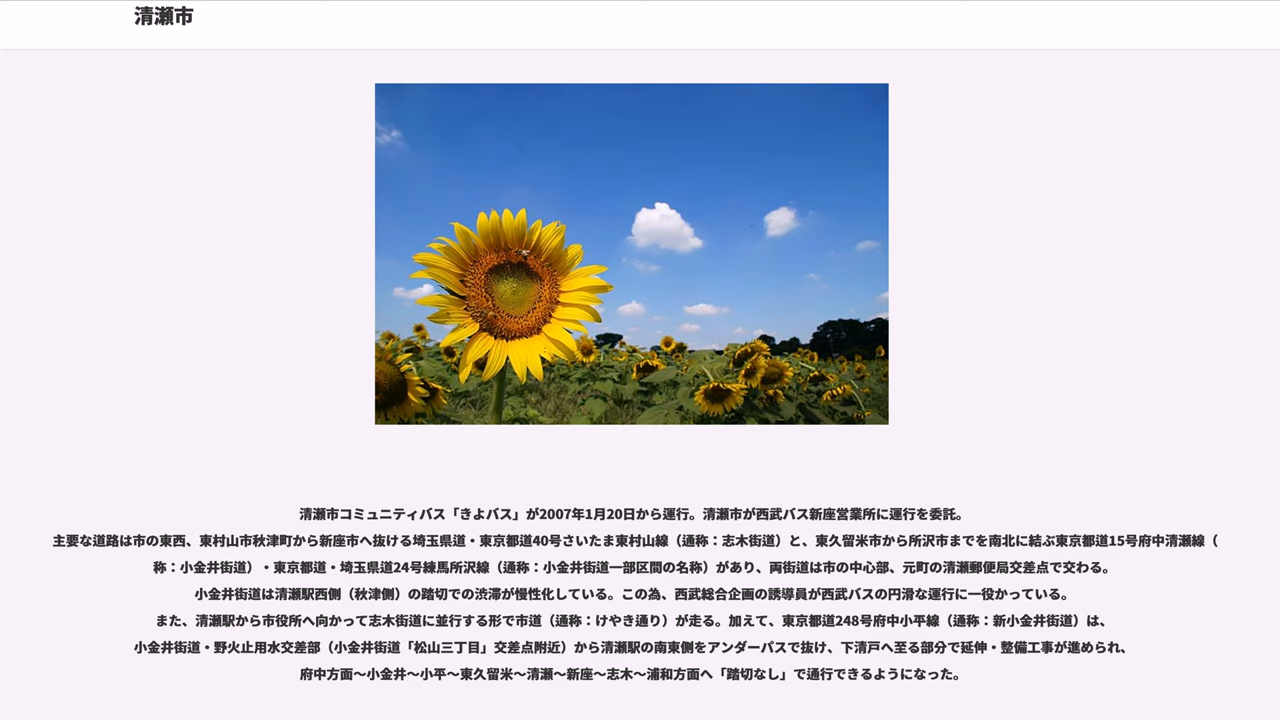 清瀬市
清瀬市コミュニティバス「きよバス」が2007年1月20日から運行。清瀬市が西武バス新座営業所に運行を委託。
主要な道路は市の東西、東村山市秋津町から新座市へ抜ける埼玉県道・東京都道40号さいたま東村山線（通称：志木街道）と、東久留米市から所沢市までを南北に結ぶ東京都道15号府中清瀬線（
称：小金井街道）・東京都道・埼玉県道24号練馬所沢線（通称：小金井街道一部区間の名称）があり、両街道は市の中心部、元町の清瀬郵便局交差点で交わる。
小金井街道は清瀬駅西側（秋津側）の踏切での渋滞が慢性化している。この為、西武総合企画の誘導員が西武バスの円滑な運行に一役かっている。
また、清瀬駅から市役所へ向かって志木街道に並行する形で市道（通称：けやき通り）が走る。加えて、東京都道248号府中小平線（通称：新小金井街道）は、
小金井街道・野火止用水交差部（小金井街道「松山三丁目」交差点附近）から清瀬駅の南東側をアンダーパスで抜け、下清戸へ至る部分で延伸・整備工事が進められ、
府中方面〜小金井〜小平〜東久留米〜清瀬〜新座〜志木〜浦和方面へ「踏切なし」で通行できるようになった。